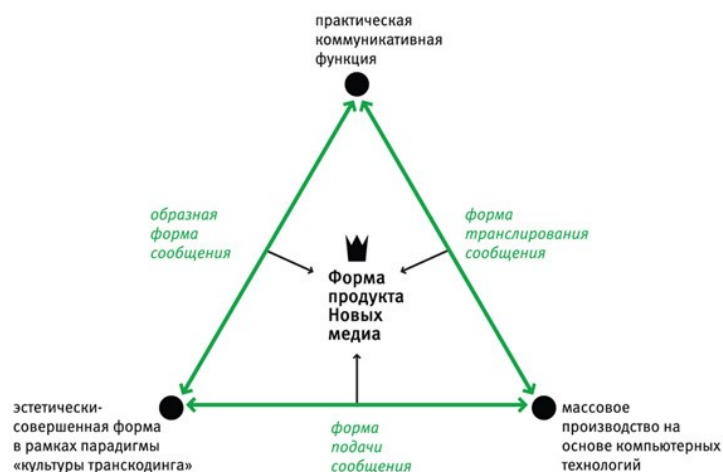 практическая
коммуникативная
функция
образная
форма
сообщения
форма
транслирования
сообщения
Форма
продукта
Новых
медиа
эстетически-
совершенная форма
в рамках парадигмы
«культуры транскодинга»
форма
подачи
сообщения
массовое
производство на
основе компьютерных
технологий